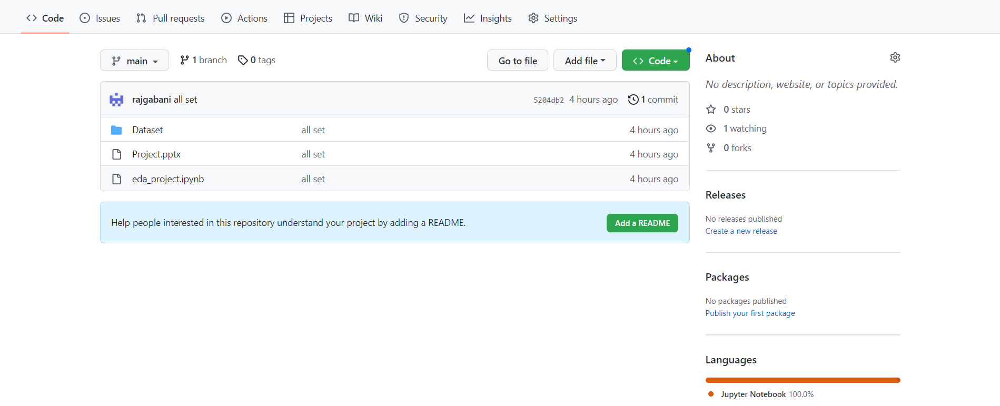 Code Issues Pull requests Actions Projects Wiki Security Insights Settings
main 1 branch 0 tags Go to file Add file Code
rajgabani all set 5204db2 4 hours ago 1 commit
Dataset all set 4 hours ago
Project.pptx all set 4 hours ago
eda_project.ipynb all set 4 hours ago
Help people interested in this repository understand your project by adding a README. Add a README
About
No description, website, or topics provided.
0 stars
1 watching
0 forks
Releases
No releases published
Create a new release
Packages
No packages published
Publish your first package
Languages
Jupyter Notebook 100.0%